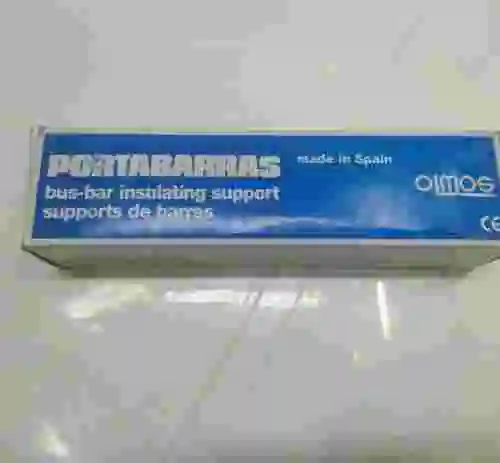 PORTABARRAS
made in Spain
bus-bar insulating support
supports de barras
olmos
CE